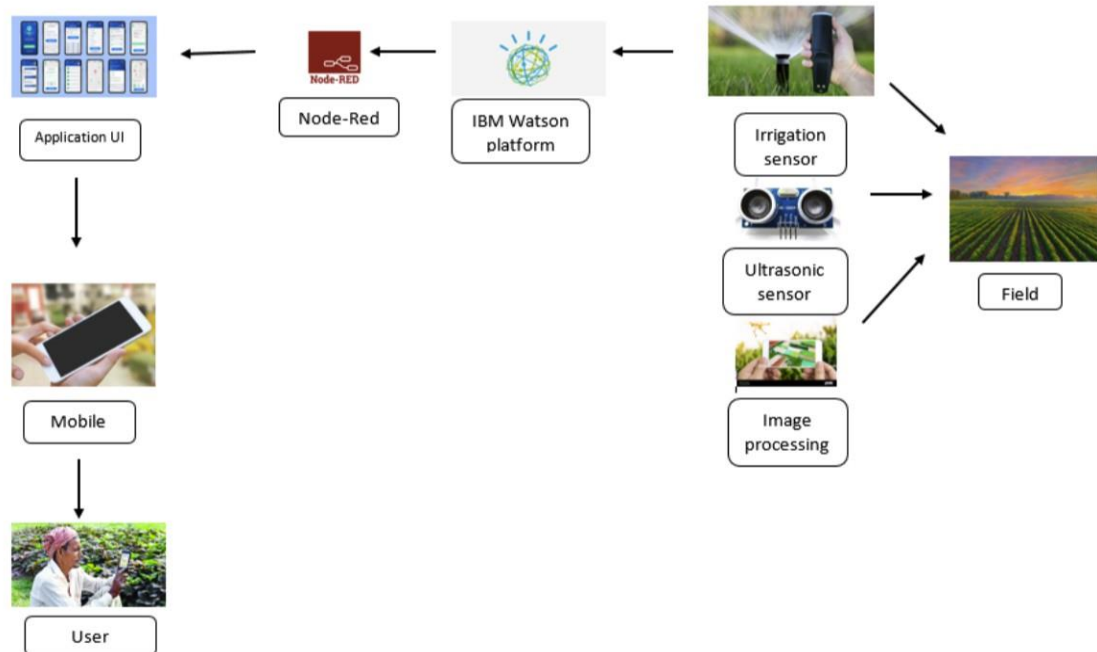 Node-RED
Application UI
Node-Red
IBM Watson
platform
Irrigation
sensor
Ultrasonic
sensor
Field
Mobile
Image
processing
User